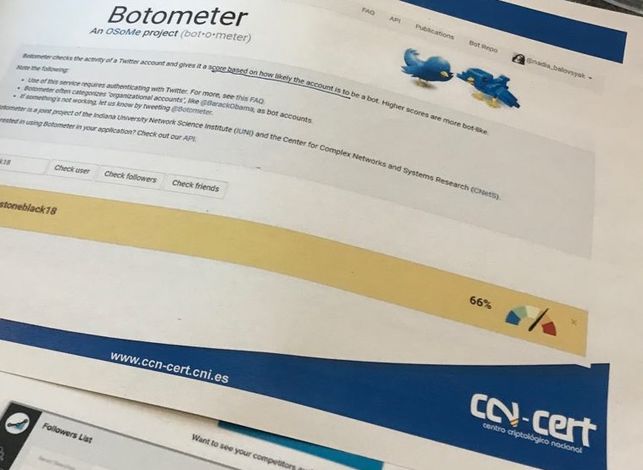 Botometer
An OSoMe project (bot•o•meter)
FAQ API Publications Bot Repo @nadia_balovsyak
Botometer checks the activity of a Twitter account and gives it a score based on how likely the account is to be a bot. Higher scores are more bot-like.
Note the following:
• Use of this service requires authenticating with Twitter. For more, see this FAQ.
• Botometer often categorizes "organizational accounts", like @BarackObama, as bot accounts.
• If something's not working, let us know by tweeting @Botometer.
otometer is a joint project of the Indiana University Network Science Institute (IUNI) and the Center for Complex Networks and Systems Research (CNetS).
rested in using Botometer in your application? Check out our API.
k18 Check user Check followers Check friends
stoneblack18
66% ×
www.ccn-cert.cni.es
ccn-cert
centro criptológico nacional
Followers List
Want to see your competitors